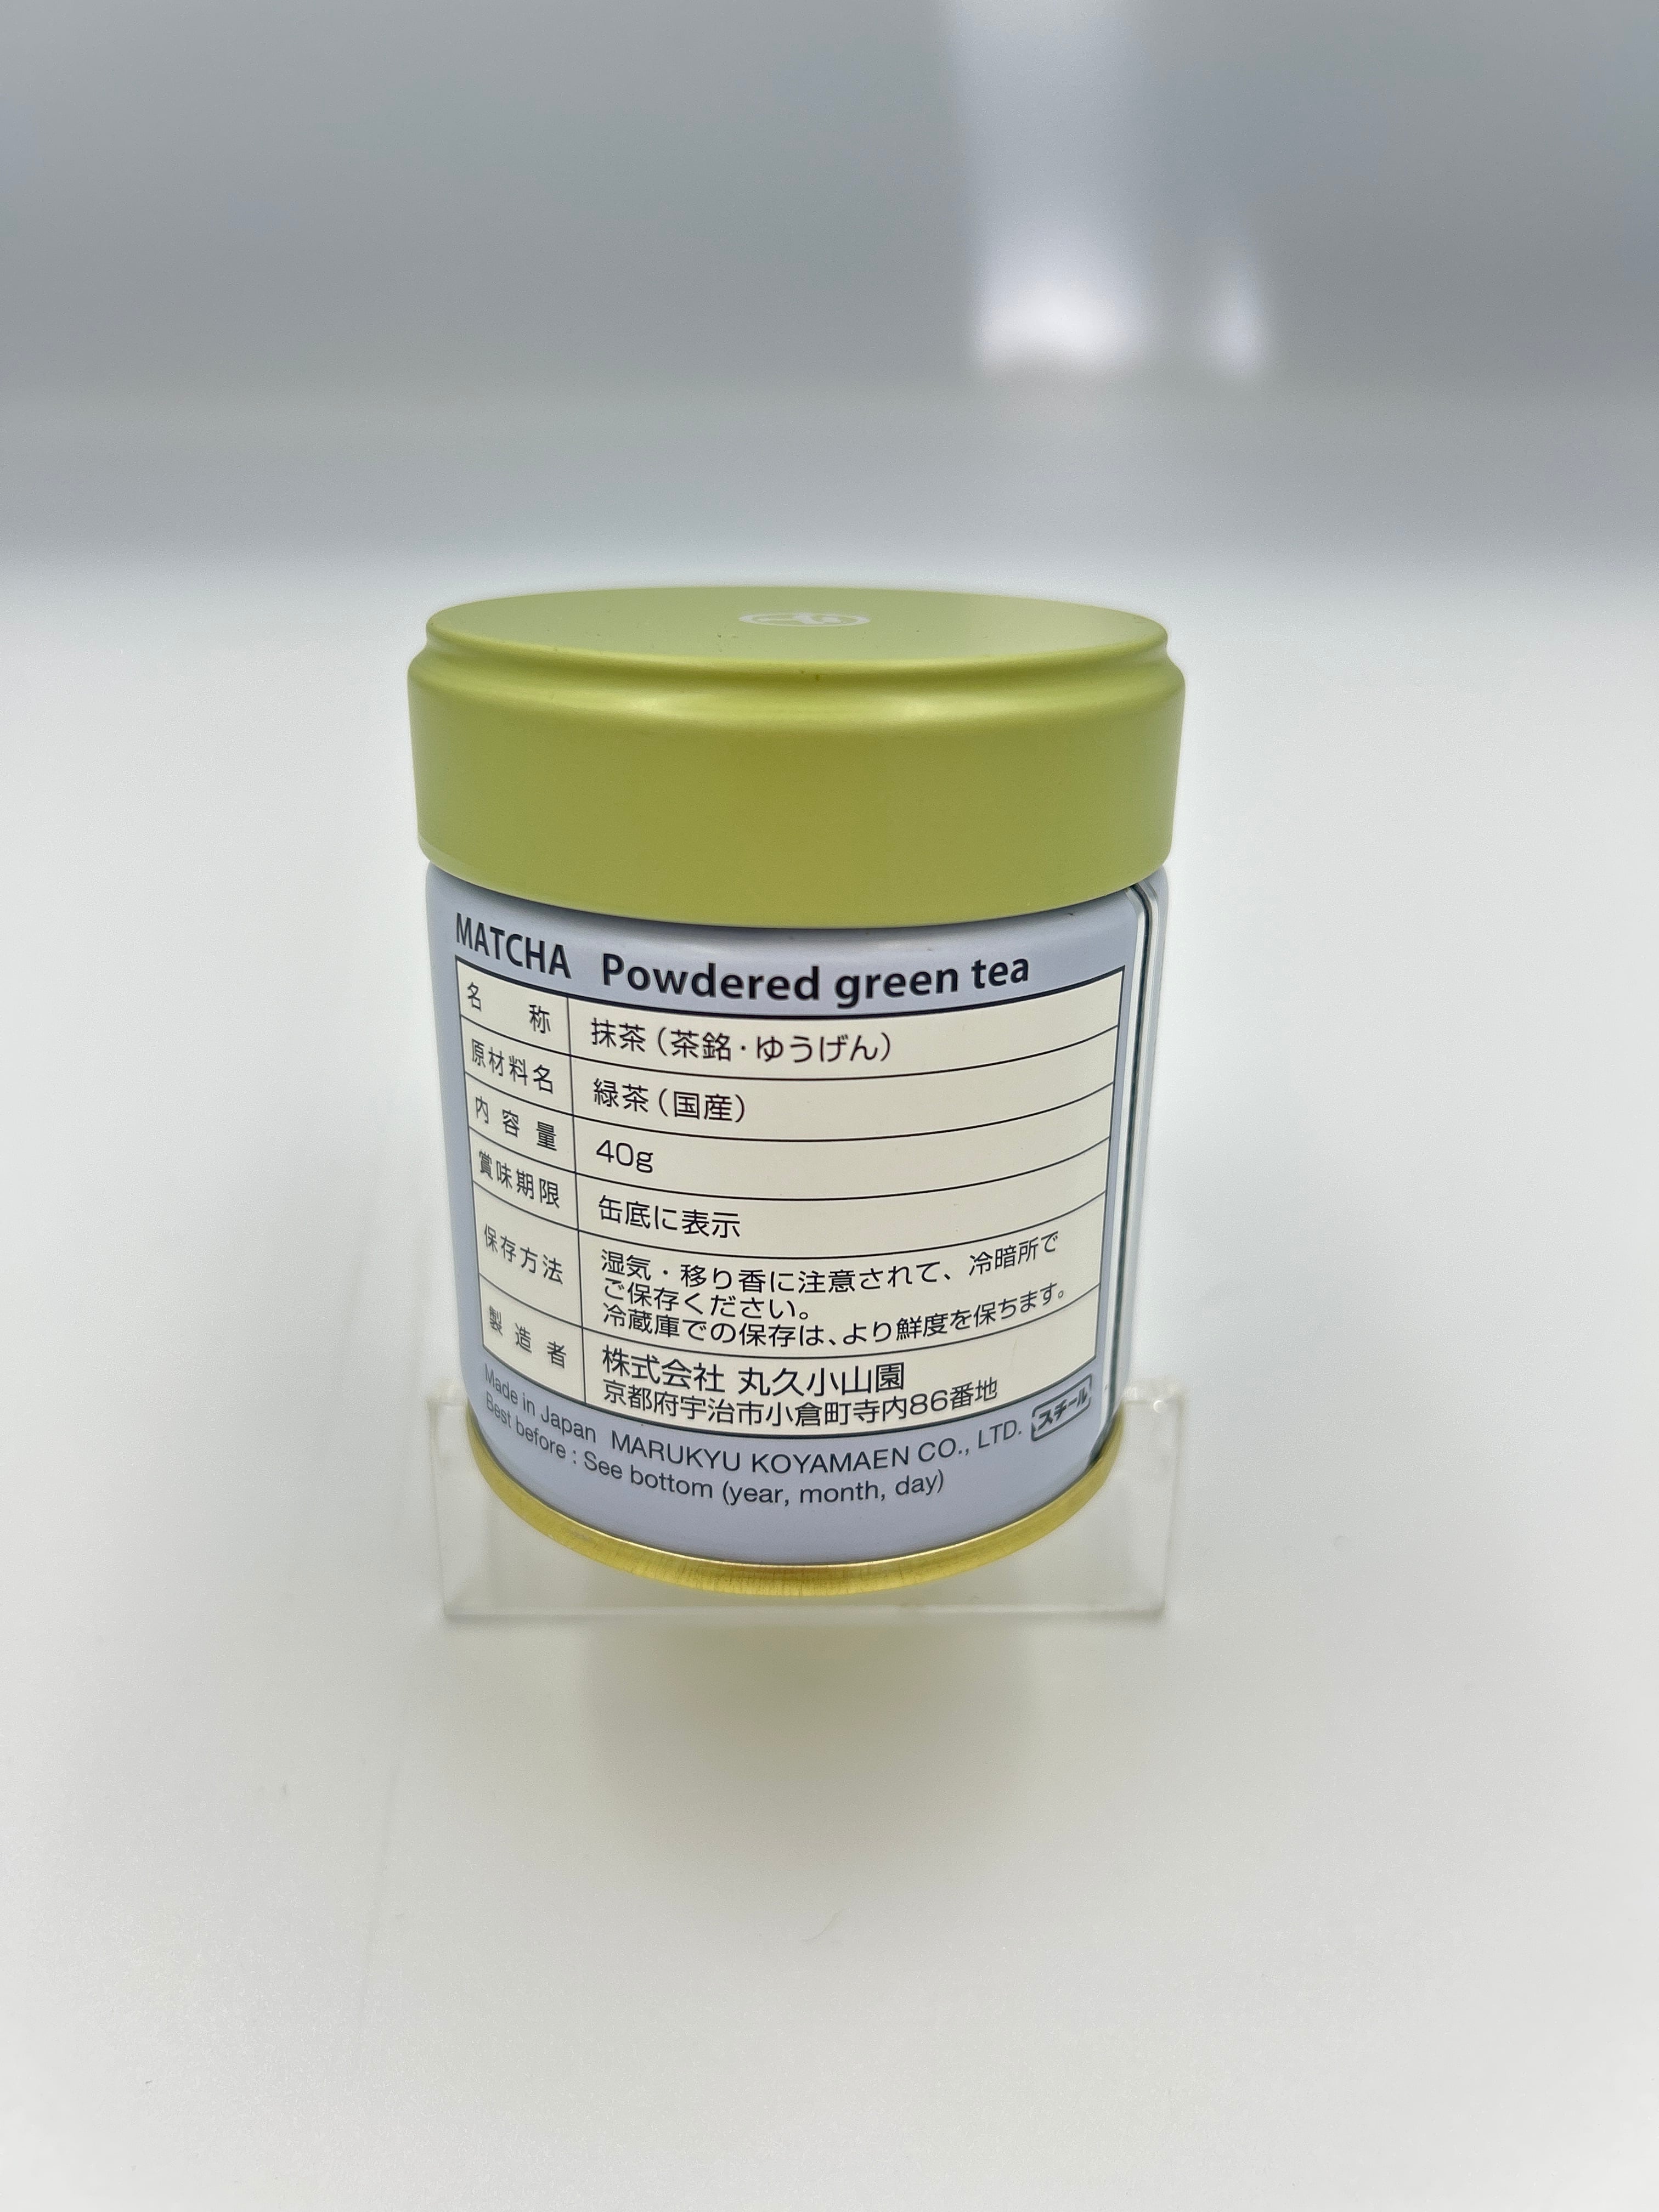 MATCHA Powdered green tea
名称 抹茶（茶銘・ゆうげん）
原材料名 緑茶（国産）
内容量 40g
賞味期限 缶底に表示
保存方法 湿気・移り香に注意されて、冷暗所で
ご保存ください。
冷蔵庫での保存は、より鮮度を保ちます。
製造者 株式会社 丸久小山園
京都府宇治市小倉町寺内86番地
Made in Japan MARUKYU KOYAMAEN CO., LTD. スチール
Best before : See bottom (year, month, day)